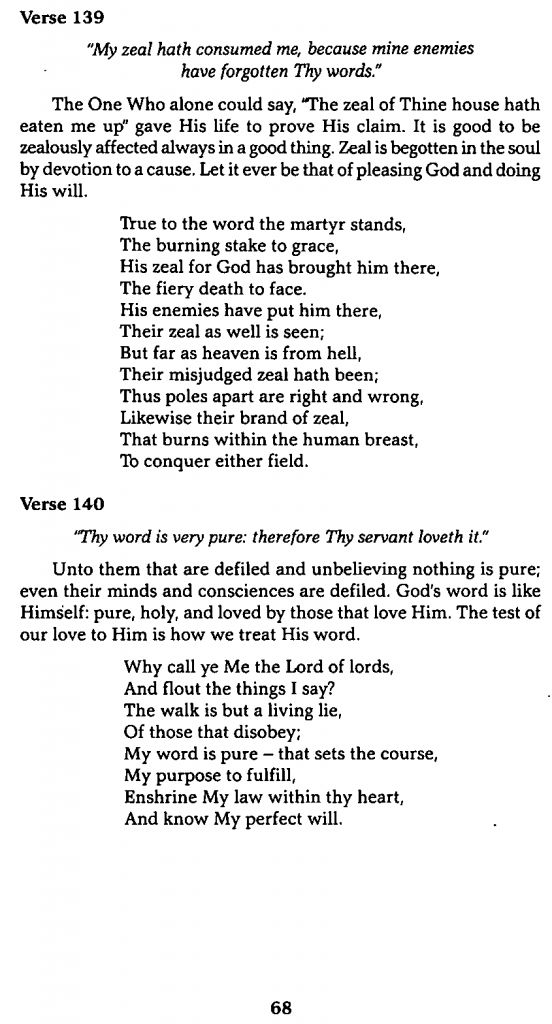 Verse 139
"My zeal hath consumed me, because mine enemies
have forgotten Thy words."
The One Who alone could say, "The zeal of Thine house hath
eaten me up" gave His life to prove His claim. It is good to be
zealously affected always in a good thing. Zeal is begotten in the soul
by devotion to a cause. Let it ever be that of pleasing God and doing
His will.
True to the word the martyr stands,
The burning stake to grace,
His zeal for God has brought him there,
The fiery death to face.
His enemies have put him there,
Their zeal as well is seen;
But far as heaven is from hell,
Their misjudged zeal hath been;
Thus poles apart are right and wrong,
Likewise their brand of zeal,
That burns within the human breast,
To conquer either field.
Verse 140
"Thy word is very pure: therefore Thy servant loveth it."
Unto them that are defiled and unbelieving nothing is pure;
even their minds and consciences are defiled. God's word is like
Himself: pure, holy, and loved by those that love Him. The test of
our love to Him is how we treat His word.
Why call ye Me the Lord of lords,
And flout the things I say?
The walk is but a living lie,
Of those that disobey;
My word is pure – that sets the course,
My purpose to fulfill,
Enshrine My law within thy heart,
And know My perfect will.
68